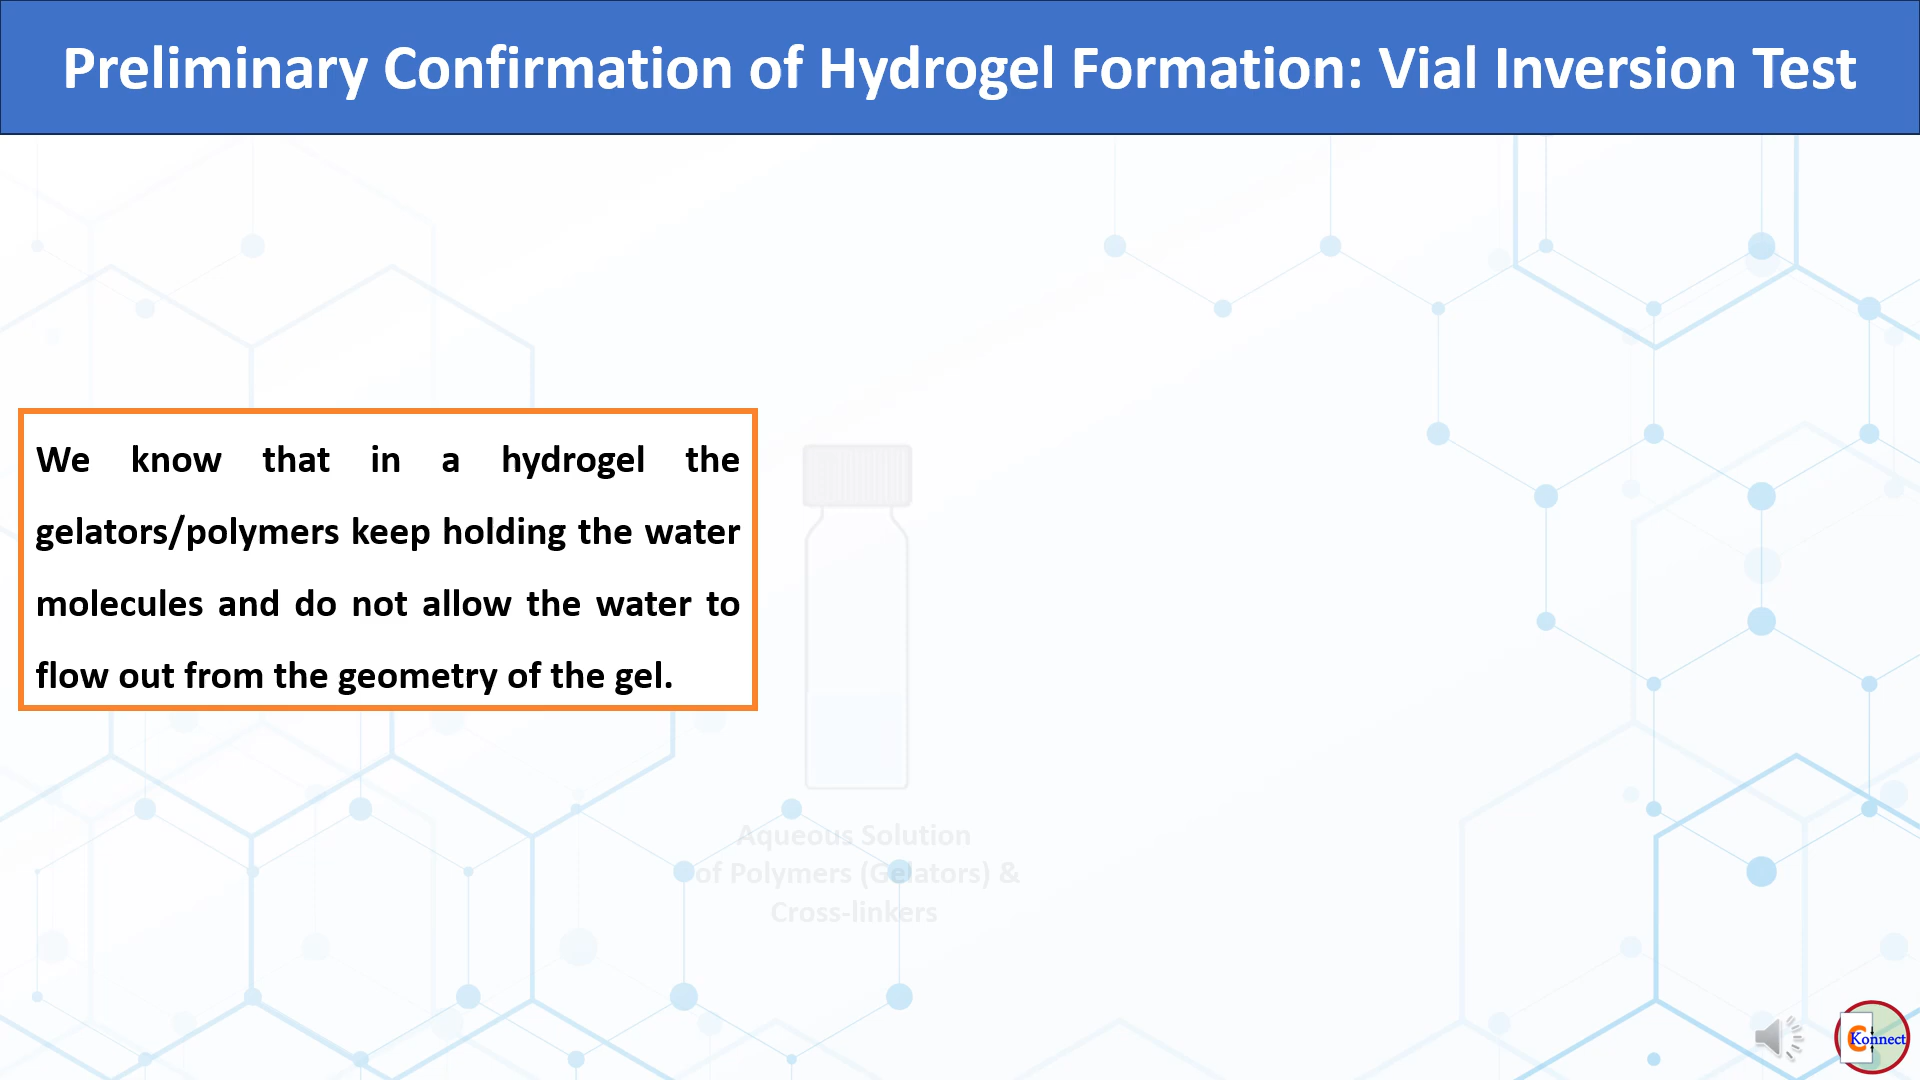 Preliminary Confirmation of Hydrogel Formation: Vial Inversion Test
We know that in a hydrogel the
gelators/polymers keep holding the water
molecules and do not allow the water to
flow out from the geometry of the gel.
Aqueous Solution
of Polymers (Gelators) &
Cross-linkers
C Konnect